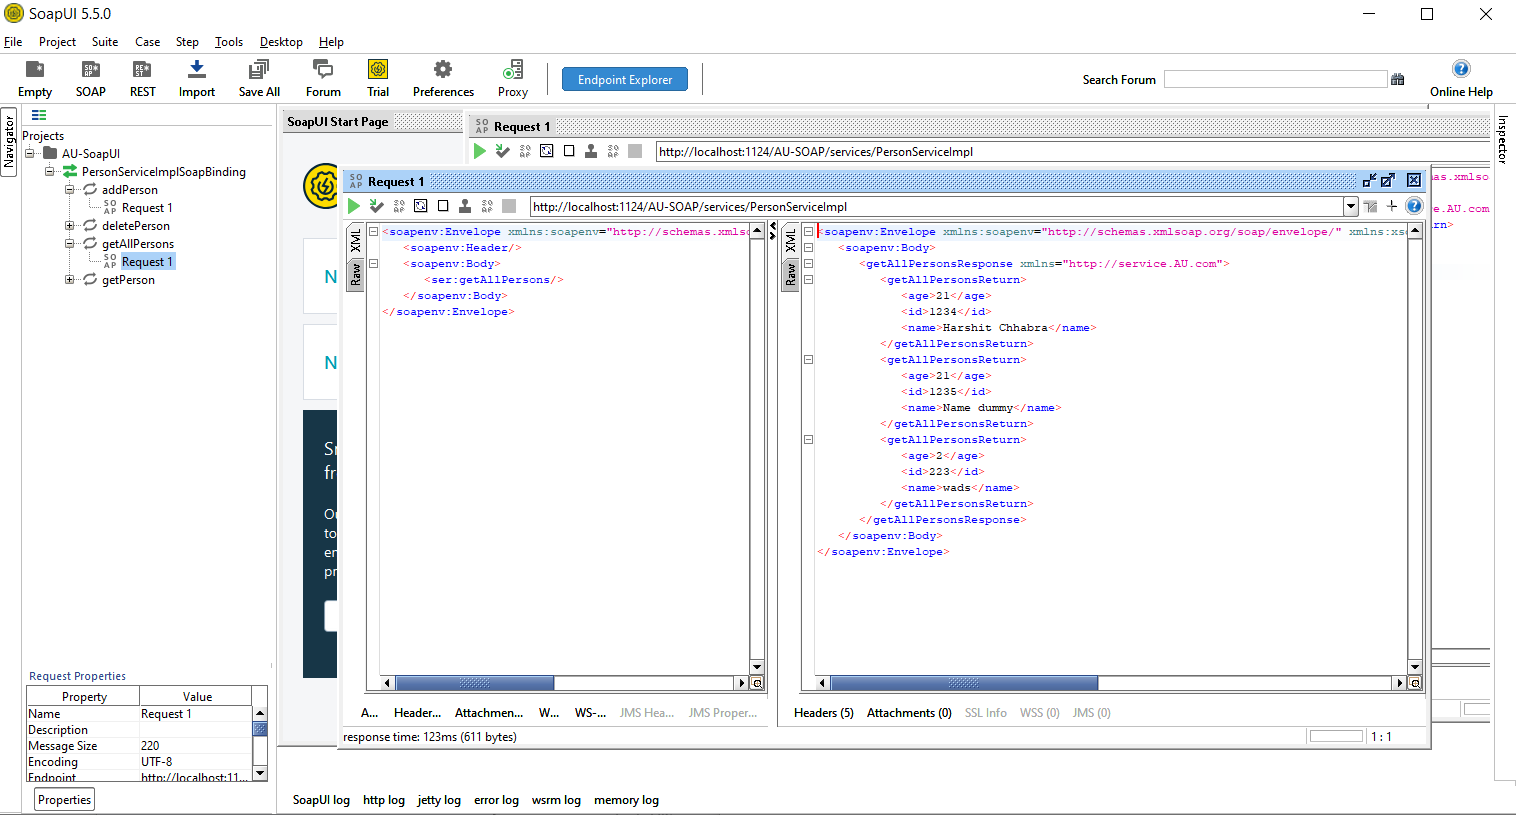 SoapUI 5.5.0
File Project Suite Case Step Tools Desktop Help
Empty SOAP REST Import Save All Forum Trial Preferences Proxy Endpoint Explorer Search Forum Online Help
Navigator
Projects
AU-SoapUI
PersonServiceImplSoapBinding
addPerson
Request 1
deletePerson
getAllPersons
Request 1
getPerson
Request Properties
Property Value
Name Request 1
Description
Message Size 220
Encoding UTF-8
Endpoint http://localhost:11...
Properties
SoapUI Start Page
Request 1
http://localhost:1124/AU-SOAP/services/PersonServiceImpl
Request 1
http://localhost:1124/AU-SOAP/services/PersonServiceImpl
XML
Raw
<soapenv:Envelope xmlns:soapenv="http://schemas.xmlso
<soapenv:Header/>
<soapenv:Body>
<ser:getAllPersons/>
</soapenv:Body>
</soapenv:Envelope>
A... Header... Attachmen... W... WS-... JMS Hea... JMS Proper...
XML
Raw
<soapenv:Envelope xmlns:soapenv="http://schemas.xmlsoap.org/soap/envelope/" xmlns:xso
<soapenv:Body>
<getAllPersonsResponse xmlns="http://service.AU.com">
<getAllPersonsReturn>
<age>21</age>
<id>1234</id>
<name>Harshit Chhabra</name>
</getAllPersonsReturn>
<getAllPersonsReturn>
<age>21</age>
<id>1235</id>
<name>Name dummy</name>
</getAllPersonsReturn>
<getAllPersonsReturn>
<age>2</age>
<id>223</id>
<name>wads</name>
</getAllPersonsReturn>
</getAllPersonsResponse>
</soapenv:Body>
</soapenv:Envelope>
Headers (5) Attachments (0) SSL Info WSS (0) JMS (0)
response time: 123ms (611 bytes)
1 : 1
Inspector
SoapUI log http log jetty log error log wsrm log memory log